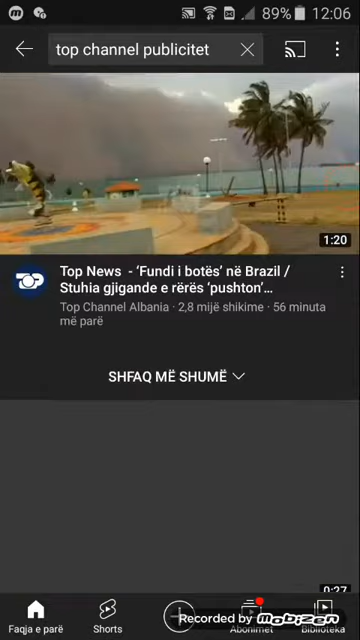 89% 12:06
top channel publicitet
1:20
TOP
Top News - ‘Fundi i botës’ në Brazil /
Stuhia gjigande e rërës ‘pushton’...
Top Channel Albania · 2,8 mijë shikime · 56 minuta
më parë
SHFAQ MË SHUMË
0:27
Faqja e parë
Shorts
Abonimet
Biblioteka
Recorded by mobizen